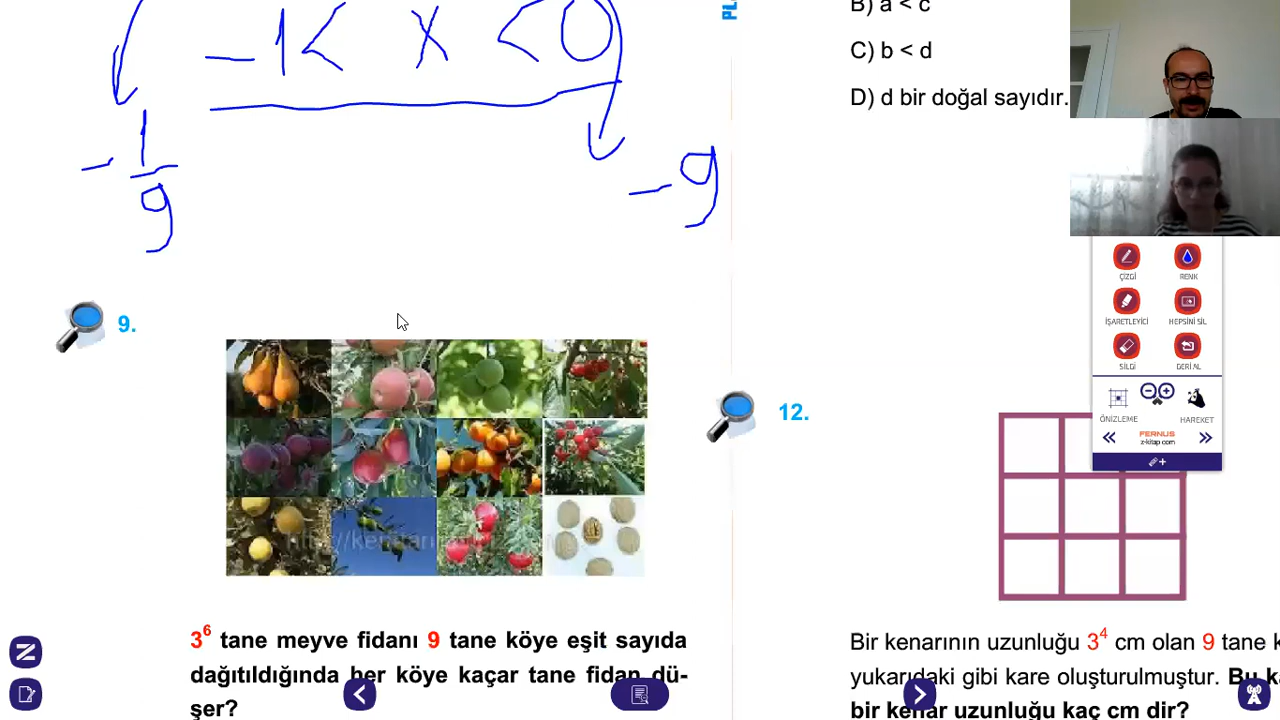 -1< x <0
- 1/9
- 9
9.
3⁶ tane meyve fidanı 9 tane köye eşit sayıda
dağıtıldığında her köye kaçar tane fidan dü-
şer?
B) a < c
C) b < d
D) d bir doğal sayıdır.
12.
Bir kenarının uzunluğu 3⁴ cm olan 9 tane
yukarıdaki gibi kare oluşturulmuştur.
bir kenar uzunluğu kaç cm dir?
ÇİZGİ
RENK
İŞARETLEYİCİ
HEPSİNİ SİL
SİLGİ
GERİ AL
ÖNİZLEME
HAREKET
FERNUS
z-kitap.com